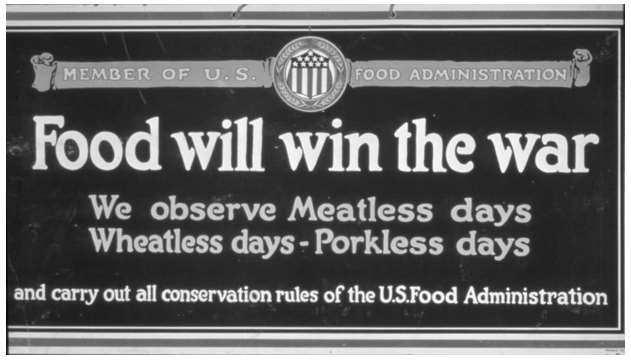 MEMBER OF U.S. FOOD ADMINISTRATION
Food will win the war
We observe Meatless days
Wheatless days - Porkless days
and carry out all conservation rules of the U.S. Food Administration